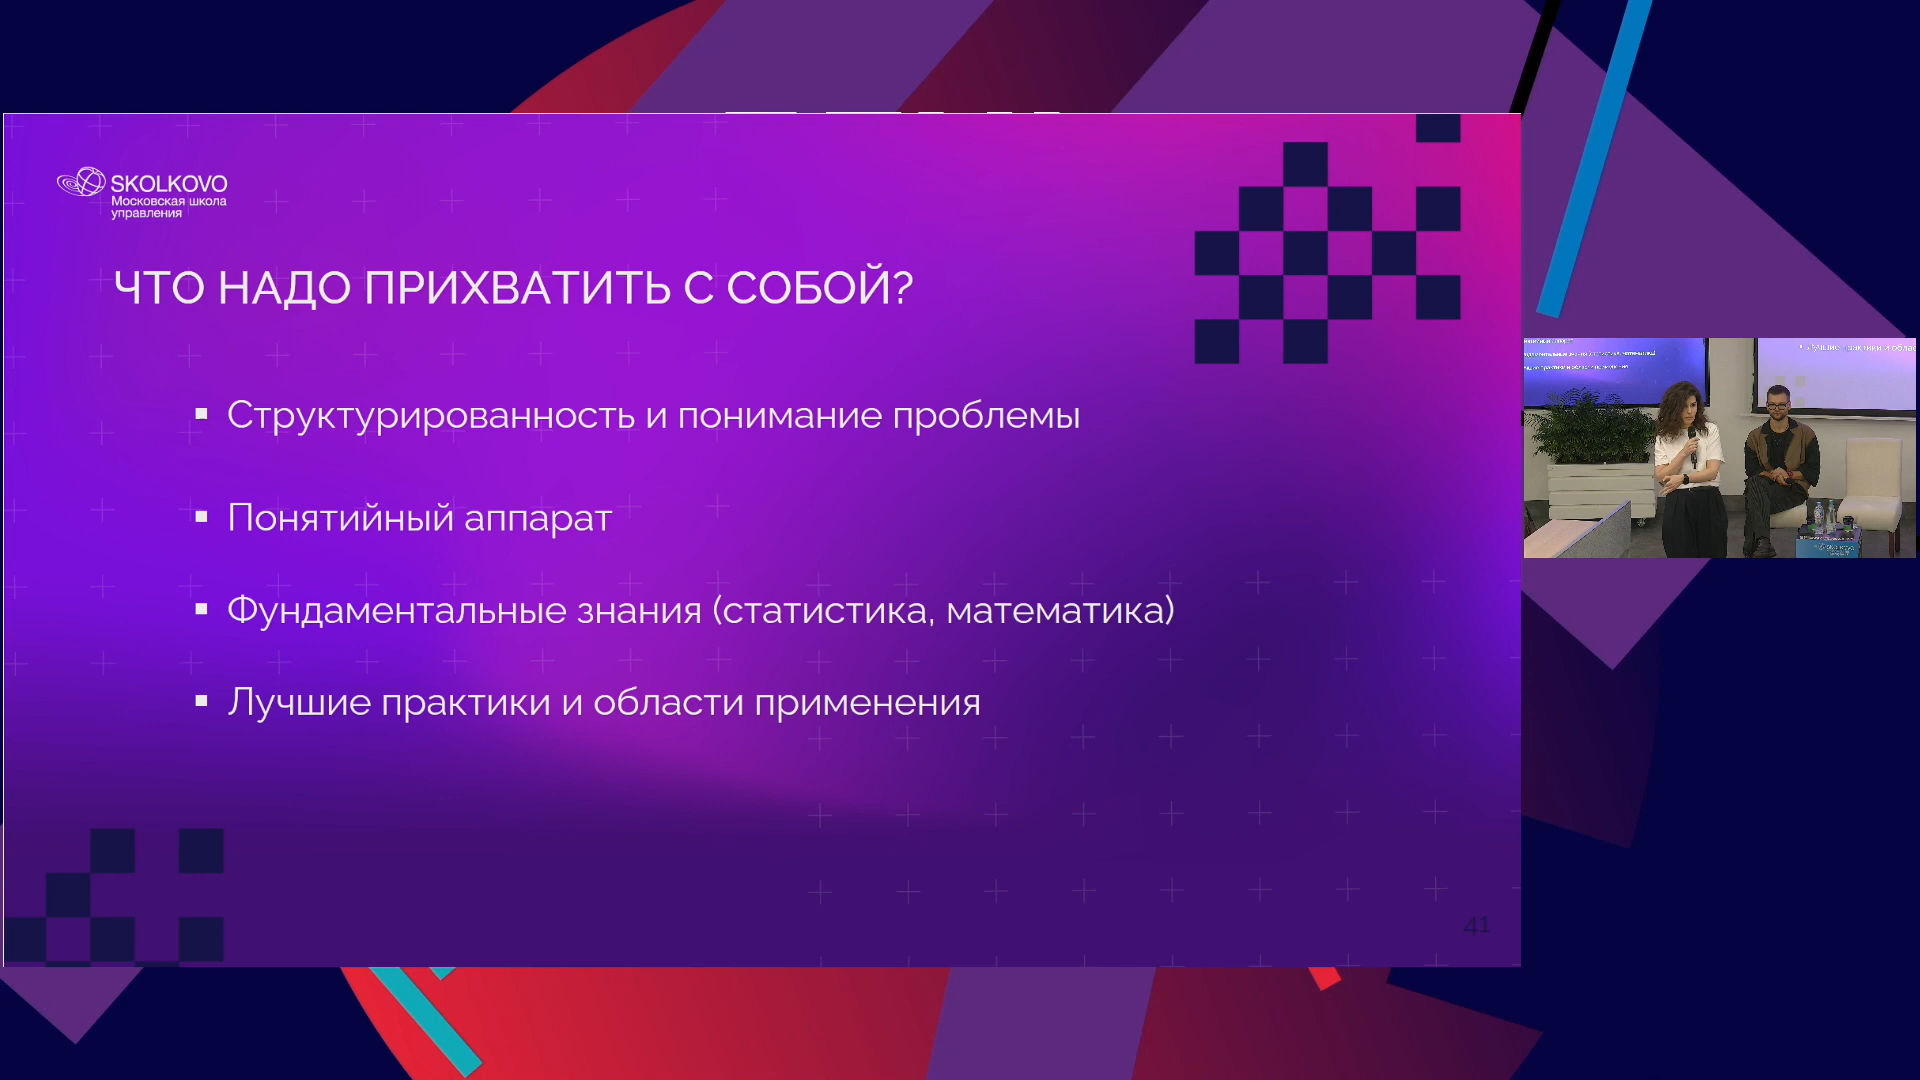 SKOLKOVO
Московская школа
управления
ЧТО НАДО ПРИХВАТИТЬ С СОБОЙ?
▪ Структурированность и понимание проблемы
▪ Понятийный аппарат
▪ Фундаментальные знания (статистика, математика)
▪ Лучшие практики и области применения
41